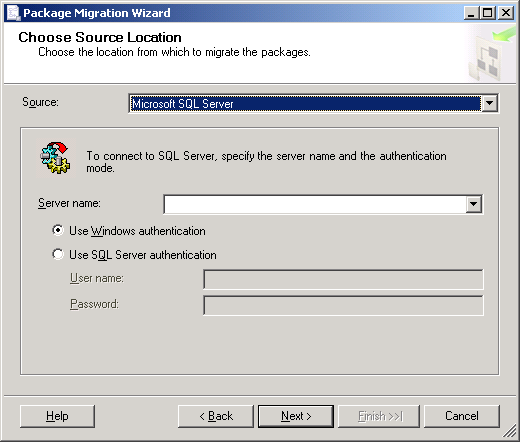 Package Migration Wizard
Choose Source Location
Choose the location from which to migrate the packages.
Source: Microsoft SQL Server
To connect to SQL Server, specify the server name and the authentication
mode.
Server name:
Use Windows authentication
Use SQL Server authentication
User name:
Password:
Help < Back Next > Finish >>| Cancel